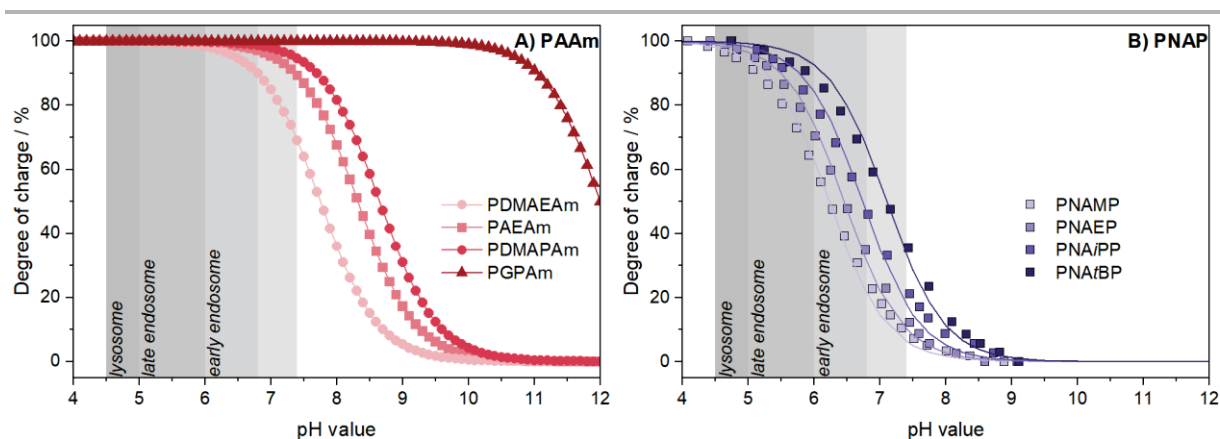 A) PAAm
Degree of charge / %
100
80
60
40
20
0
lysosome
late endosome
early endosome
PDMAEAm
PAEAm
PDMAPAm
PGPAm
4 5 6 7 8 9 10 11 12
pH value
B) PNAP
Degree of charge / %
100
80
60
40
20
0
lysosome
late endosome
early endosome
PNAMP
PNAEP
PNAiPP
PNAtBP
4 5 6 7 8 9 10 11 12
pH value